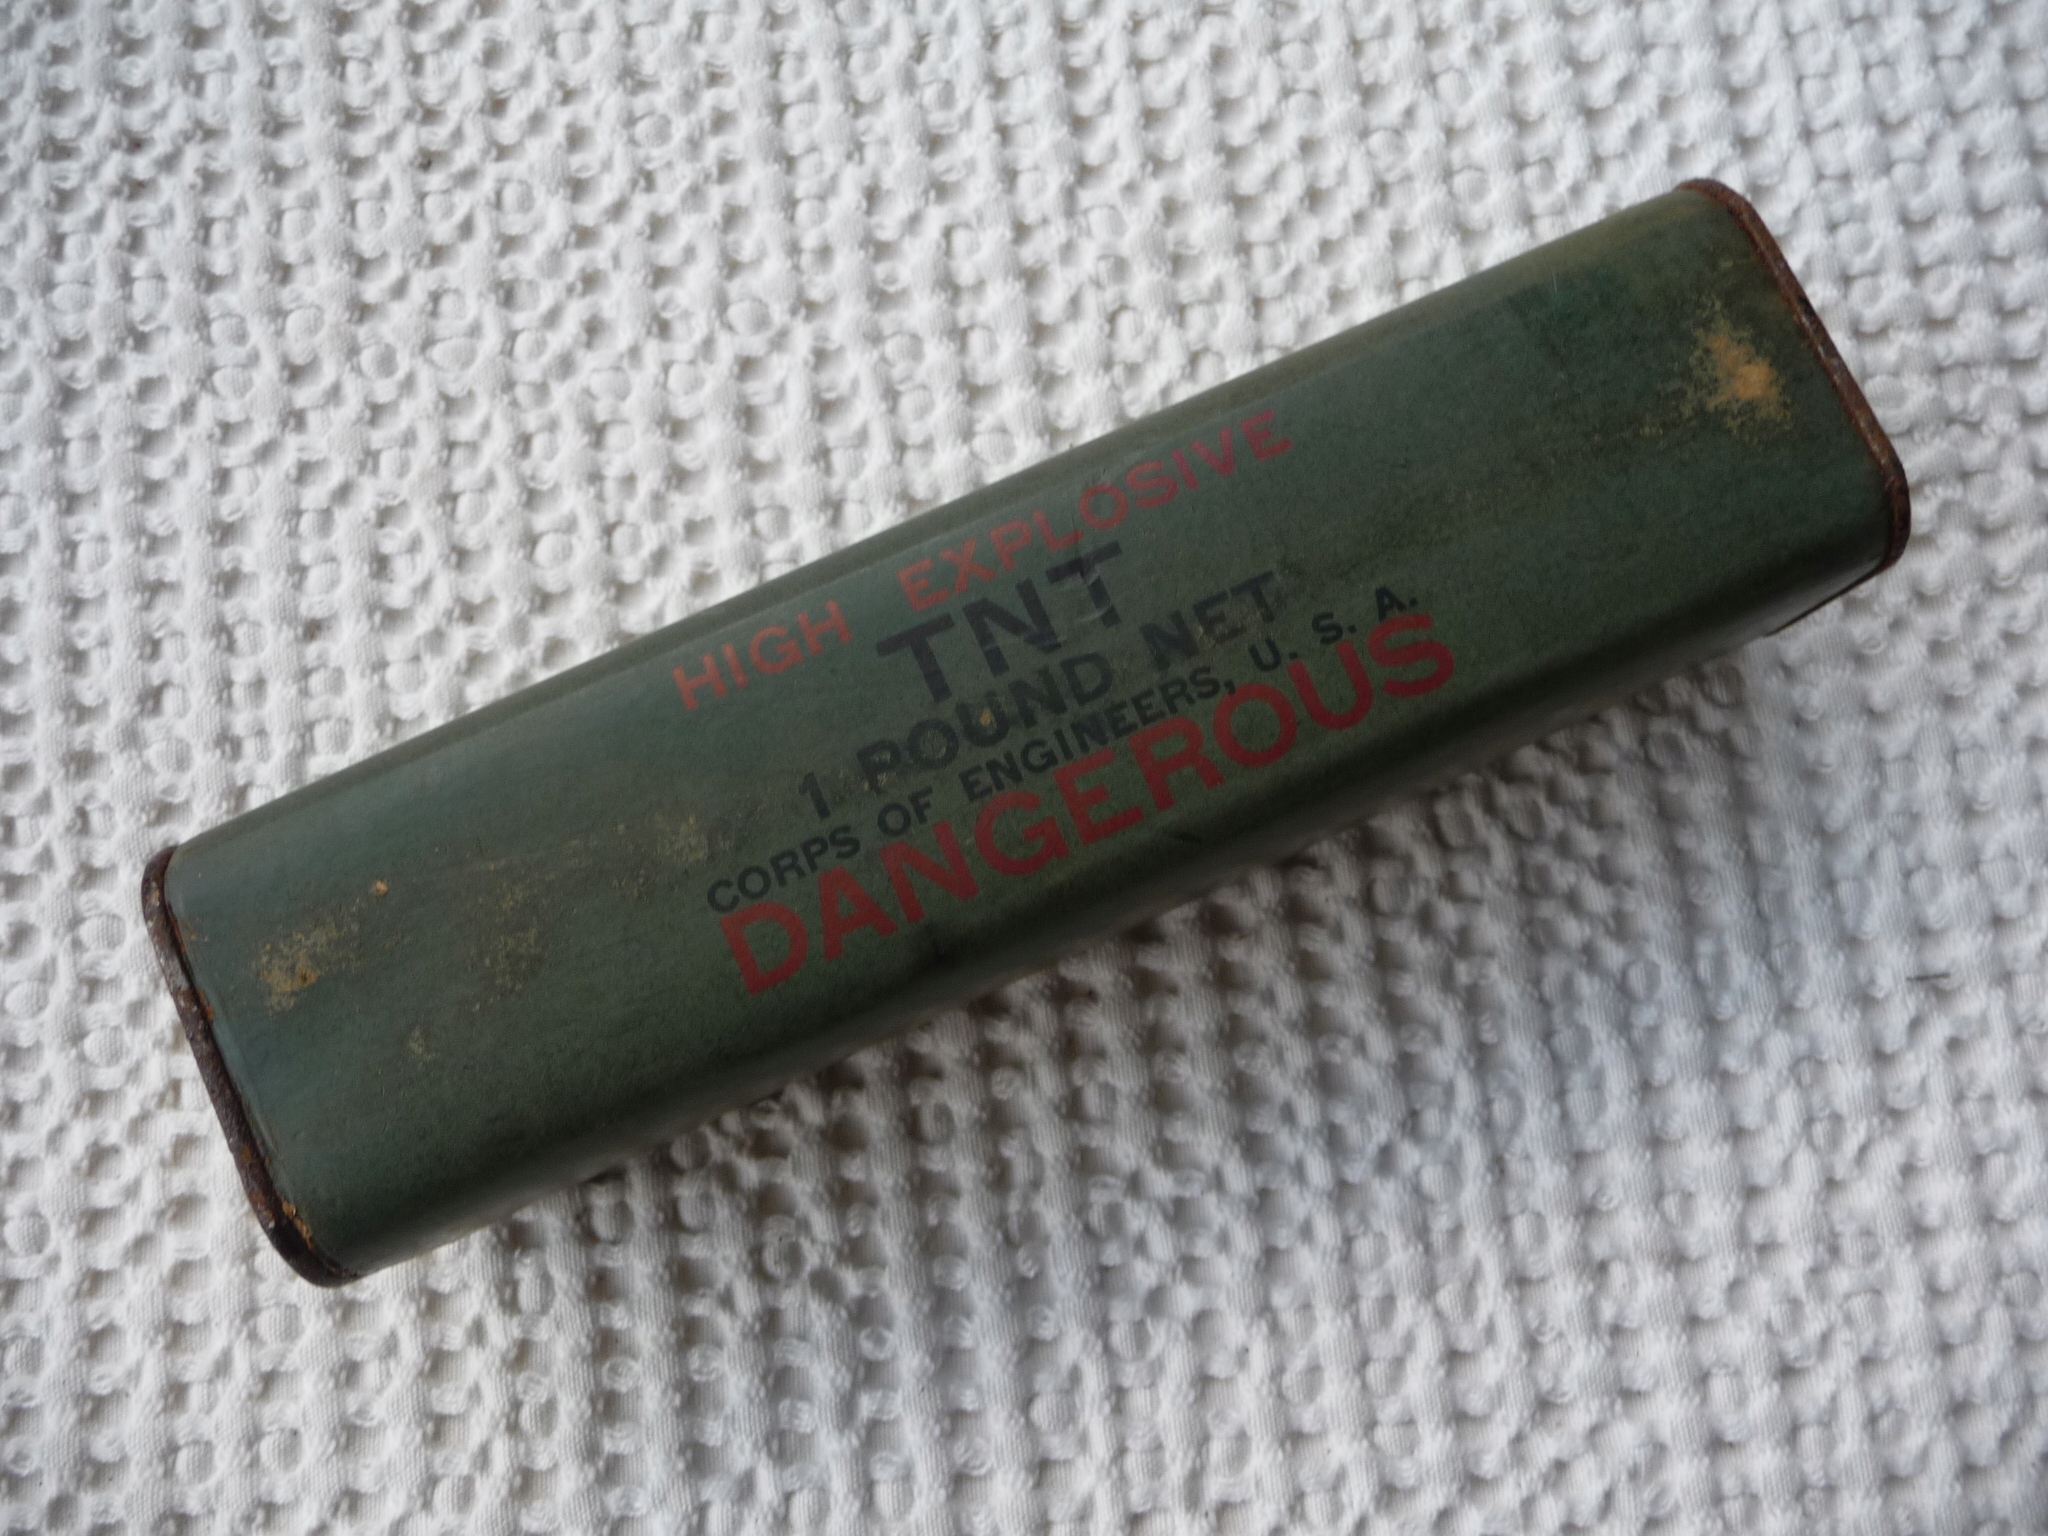 HIGH EXPLOSIVE
TNT
1 POUND NET
CORPS OF ENGINEERS, U. S. A.
DANGEROUS